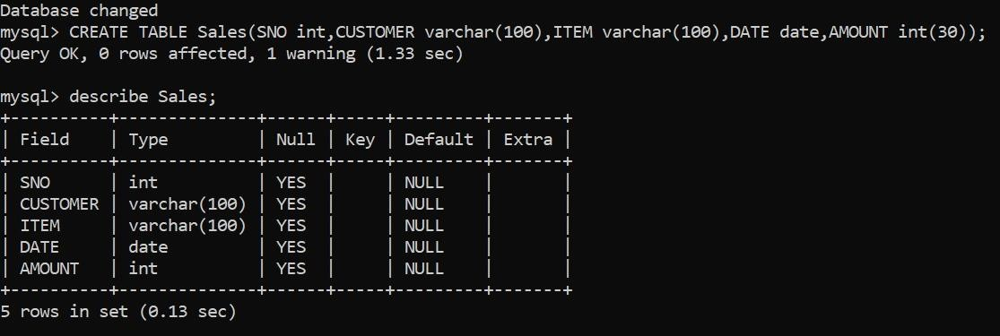 Database changed
mysql> CREATE TABLE Sales(SNO int,CUSTOMER varchar(100),ITEM varchar(100),DATE date,AMOUNT int(30));
Query OK, 0 rows affected, 1 warning (1.33 sec)

mysql> describe Sales;
+----------+--------------+------+-----+---------+-------+
| Field    | Type         | Null | Key | Default | Extra |
+----------+--------------+------+-----+---------+-------+
| SNO      | int          | YES  |     | NULL    |       |
| CUSTOMER | varchar(100) | YES  |     | NULL    |       |
| ITEM     | varchar(100) | YES  |     | NULL    |       |
| DATE     | date         | YES  |     | NULL    |       |
| AMOUNT   | int          | YES  |     | NULL    |       |
+----------+--------------+------+-----+---------+-------+
5 rows in set (0.13 sec)